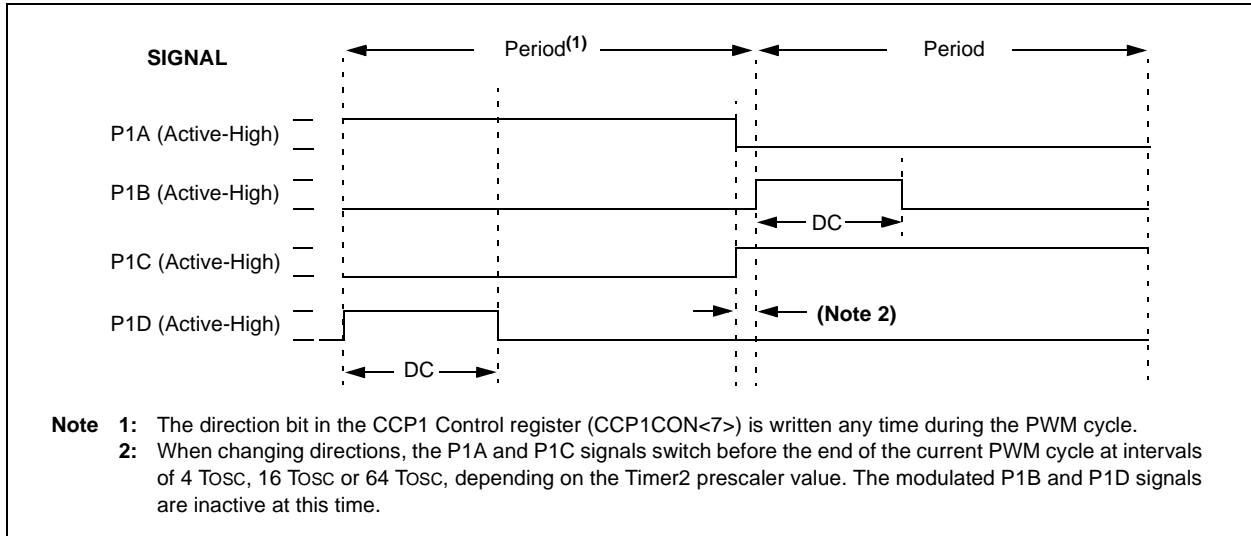 SIGNAL
Period(1)
Period
P1A (Active-High)
P1B (Active-High)
DC
P1C (Active-High)
P1D (Active-High)
(Note 2)
DC
Note 1: The direction bit in the CCP1 Control register (CCP1CON<7>) is written any time during the PWM cycle.
2: When changing directions, the P1A and P1C signals switch before the end of the current PWM cycle at intervals
of 4 TOSC, 16 TOSC or 64 TOSC, depending on the Timer2 prescaler value. The modulated P1B and P1D signals
are inactive at this time.